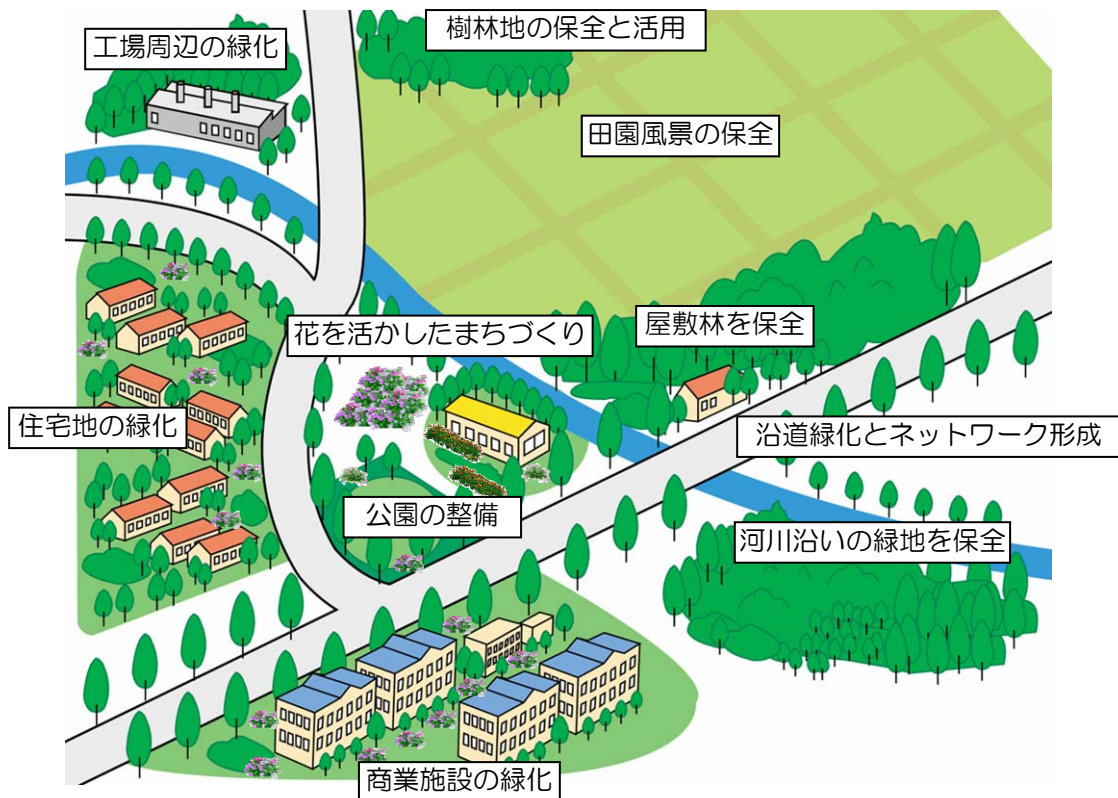 樹林地の保全と活用
工場周辺の緑化
田園風景の保全
花を活かしたまちづくり
屋敷林を保全
住宅地の緑化
沿道緑化とネットワーク形成
公園の整備
河川沿いの緑地を保全
商業施設の緑化